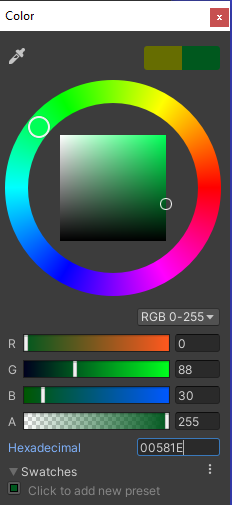 Color
x
RGB 0-255
R 0
G 88
B 30
A 255
Hexadecimal 00581E
Swatches
Click to add new preset